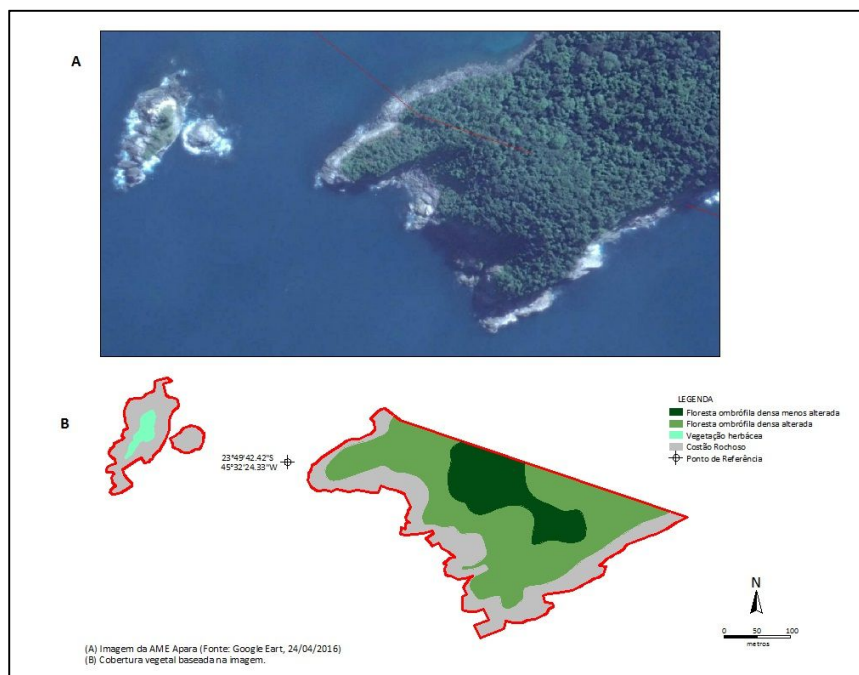 A
B
23°49'42.42"S
45°32'24.33"W
LEGENDA
Floresta ombrófila densa menos alterada
Floresta ombrófila densa alterada
Vegetação herbácea
Costão Rochoso
Ponto de Referência
N
0 50 100
metros
(A) Imagem da AME Apara (Fonte: Google Eart, 24/04/2016)
(B) Cobertura vegetal baseada na imagem.